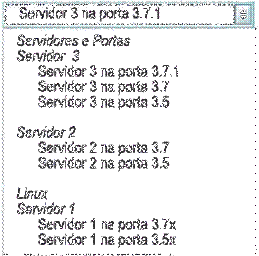 Servidor 3 na porta 3.7.1
Servidores e Portas
Servidor 3
Servidor 3 na porta 3.7.1
Servidor 3 na porta 3.7
Servidor 3 na porta 3.5
Servidor 2
Servidor 2 na porta 3.7
Servidor 2 na porta 3.5
Linux
Servidor 1
Servidor 1 na porta 3.7x
Servidor 1 na porta 3.5x